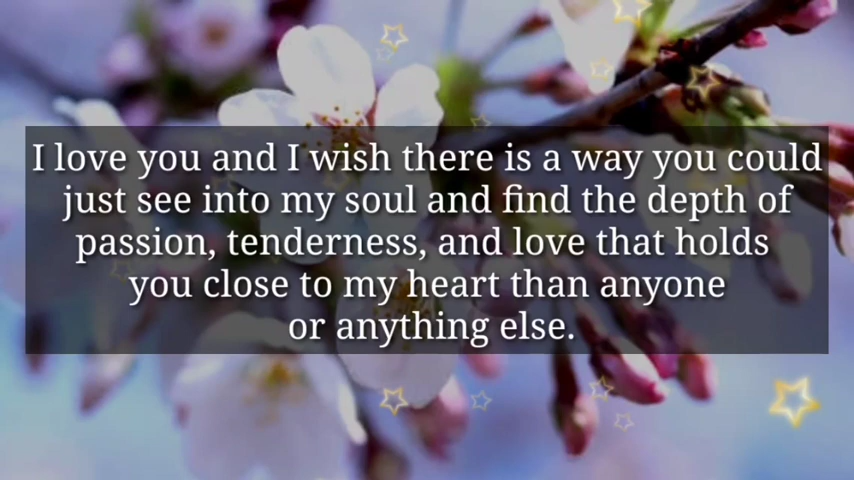 I love you and I wish there is a way you could
just see into my soul and find the depth of
passion, tenderness, and love that holds
you close to my heart than anyone
or anything else.